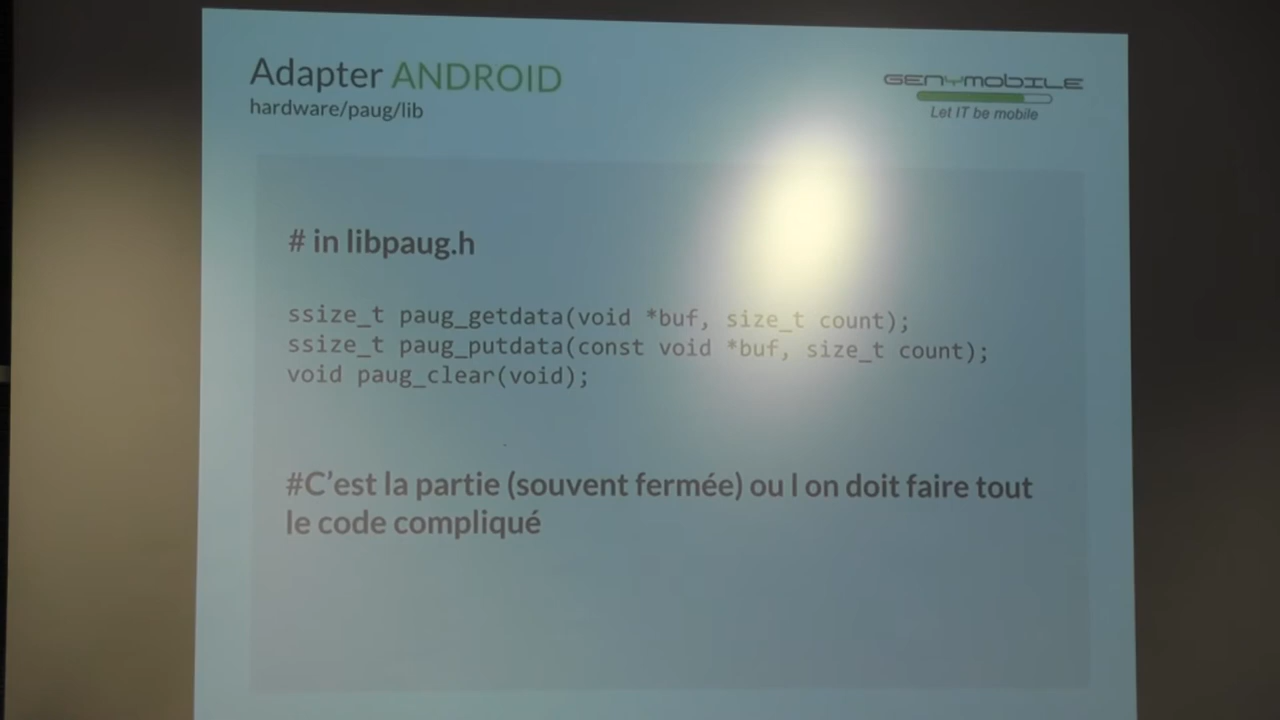 Adapter ANDROID
hardware/paug/lib
GENYMOBILE
Let IT be mobile
# in libpaug.h
ssize_t paug_getdata(void *buf, size_t count);
ssize_t paug_putdata(const void *buf, size_t count);
void paug_clear(void);
#C’est la partie (souvent fermée) ou l on doit faire tout
le code compliqué